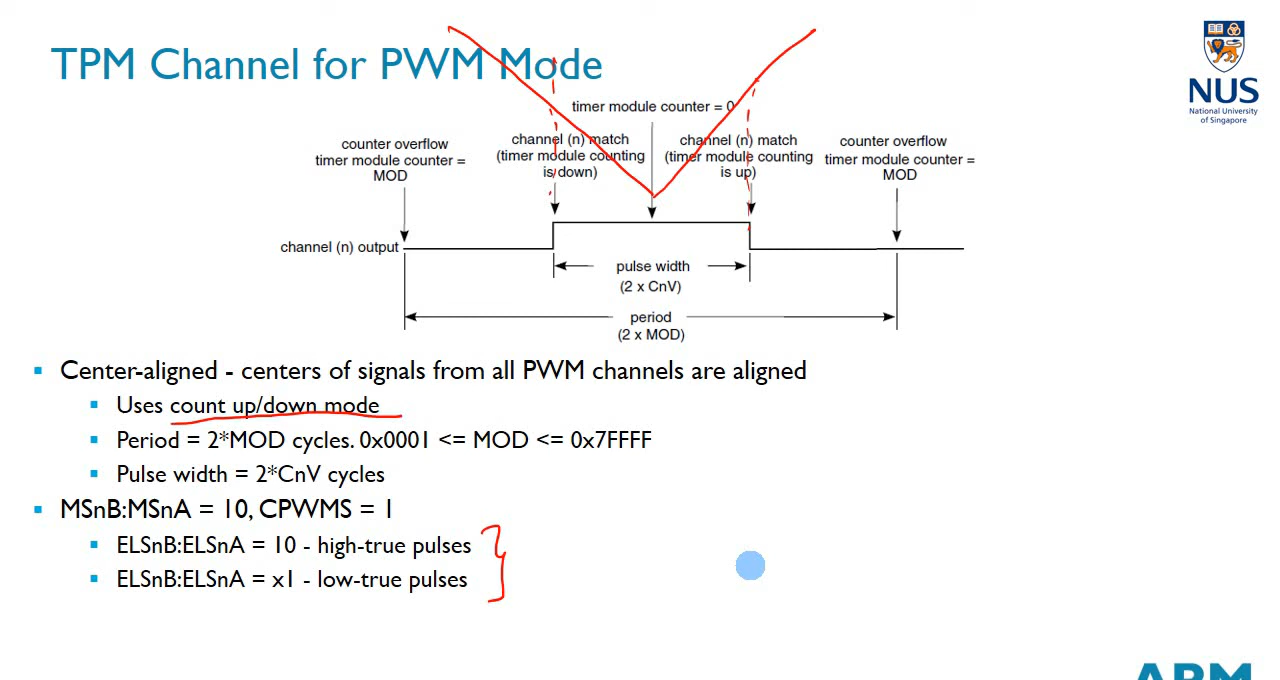 TPM Channel for PWM Mode
NUS
National University
of Singapore
timer module counter = 0
counter overflow
timer module counter =
MOD
channel (n) match
(timer module counting
is down)
channel (n) match
(timer module counting
is up)
counter overflow
timer module counter =
MOD
channel (n) output
pulse width
(2 x CnV)
period
(2 x MOD)
Center-aligned - centers of signals from all PWM channels are aligned
Uses count up/down mode
Period = 2*MOD cycles. 0x0001 <= MOD <= 0x7FFFF
Pulse width = 2*CnV cycles
MSnB:MSnA = 10, CPWMS = 1
ELSnB:ELSnA = 10 - high-true pulses
ELSnB:ELSnA = x1 - low-true pulses
ARM